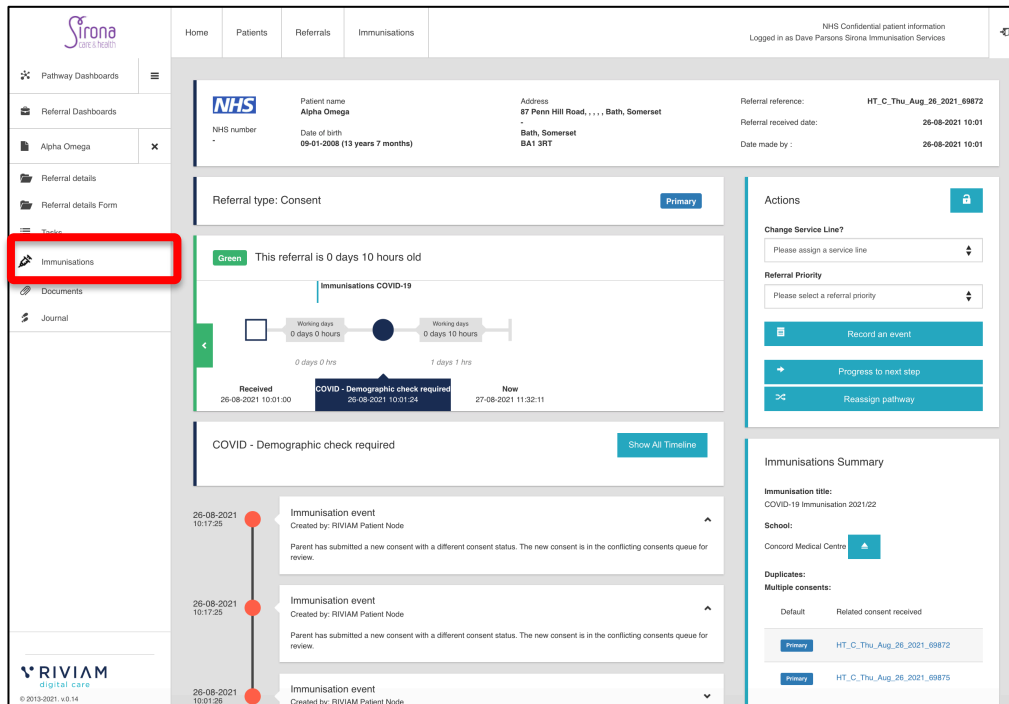 Sirona
care & health
Home
Patients
Referrals
Immunisations
NHS Confidential patient information
Logged in as Dave Parsons Sirona Immunisation Services
Pathway Dashboards
Referral Dashboards
Alpha Omega
Referral details
Referral details Form
Tasks
Immunisations
Documents
Journal
NHS
NHS number
-
Patient name
Alpha Omega
Date of birth
09-01-2008 (13 years 7 months)
Address
87 Penn Hill Road, , , , , Bath, Somerset
-
Bath, Somerset
BA1 3RT
Referral reference: HT_C_Thu_Aug_26_2021_69872
Referral received date: 26-08-2021 10:01
Date made by : 26-08-2021 10:01
Referral type: Consent
Primary
Green This referral is 0 days 10 hours old
Immunisations COVID-19
Working days
0 days 0 hours
Working days
0 days 10 hours
0 days 0 hrs
1 days 1 hrs
Received
26-08-2021 10:01:00
COVID - Demographic check required
26-08-2021 10:01:24
Now
27-08-2021 11:32:11
COVID - Demographic check required
Show All Timeline
26-08-2021
10:17:25
Immunisation event
Created by: RIVIAM Patient Node
Parent has submitted a new consent with a different consent status. The new consent is in the conflicting consents queue for
review.
26-08-2021
10:17:25
Immunisation event
Created by: RIVIAM Patient Node
Parent has submitted a new consent with a different consent status. The new consent is in the conflicting consents queue for
review.
26-08-2021
10:01:26
Immunisation event
Created by: RIVIAM Patient Node
Actions
Change Service Line?
Please assign a service line
Referral Priority
Please select a referral priority
Record an event
Progress to next step
Reassign pathway
Immunisations Summary
Immunisation title:
COVID-19 Immunisation 2021/22
School:
Concord Medical Centre
Duplicates:
Multiple consents:
Default
Related consent received
Primary HT_C_Thu_Aug_26_2021_69872
Primary HT_C_Thu_Aug_26_2021_69875
RIVIAM
digital care
© 2013-2021. v.0.14